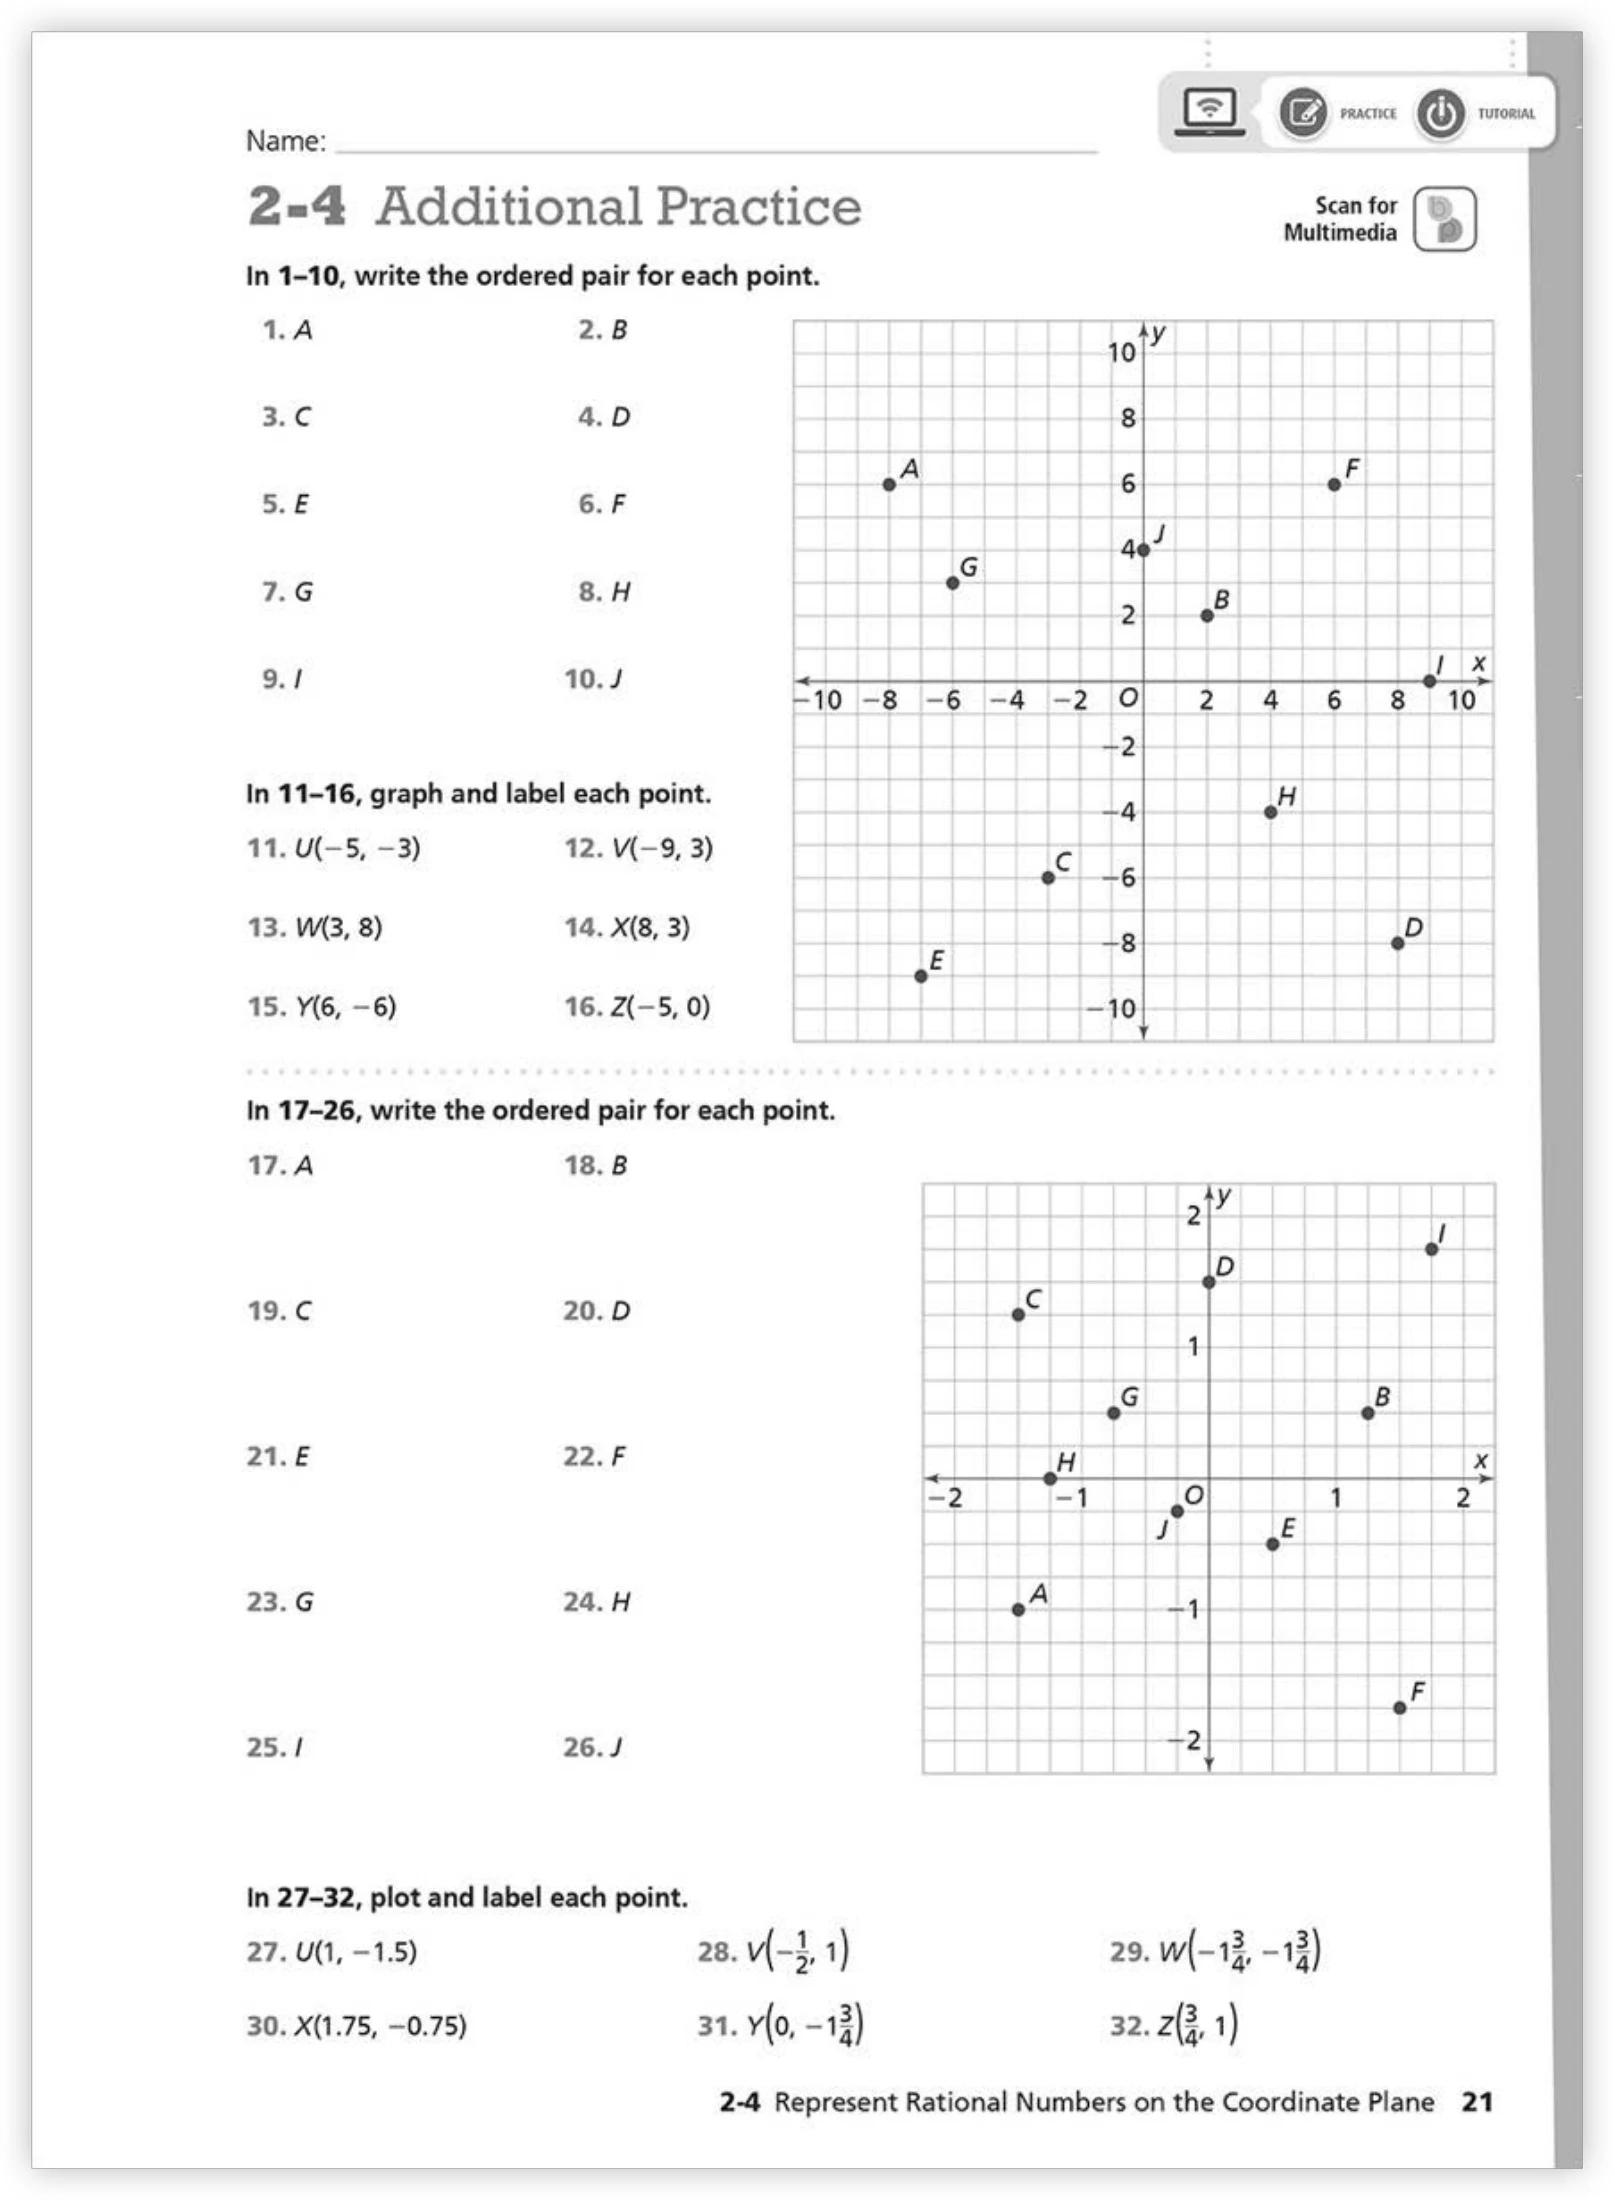 PRACTICE TUTORIAL
Name:
2-4 Additional Practice
Scan for
Multimedia
In 1–10, write the ordered pair for each point.
1. A 2. B
3. C 4. D
5. E 6. F
7. G 8. H
9. I 10. J
y
10
8
A F
6
J
4
G
B
2
I x
−10 −8 −6 −4 −2 O 2 4 6 8 10
−2
H
−4
C
−6
D
−8
E
−10
In 11–16, graph and label each point.
11. U(−5, −3) 12. V(−9, 3)
13. W(3, 8) 14. X(8, 3)
15. Y(6, −6) 16. Z(−5, 0)
In 17–26, write the ordered pair for each point.
17. A 18. B
19. C 20. D
21. E 22. F
23. G 24. H
25. I 26. J
y
2
I
D
C
1
G B
H x
−2 −1 O 1 2
J E
A
−1
F
−2
In 27–32, plot and label each point.
27. U(1, −1.5) 28. V(−1/2, 1) 29. W(−1 3/4, −1 3/4)
30. X(1.75, −0.75) 31. Y(0, −1 3/4) 32. Z(3/4, 1)
2-4 Represent Rational Numbers on the Coordinate Plane 21